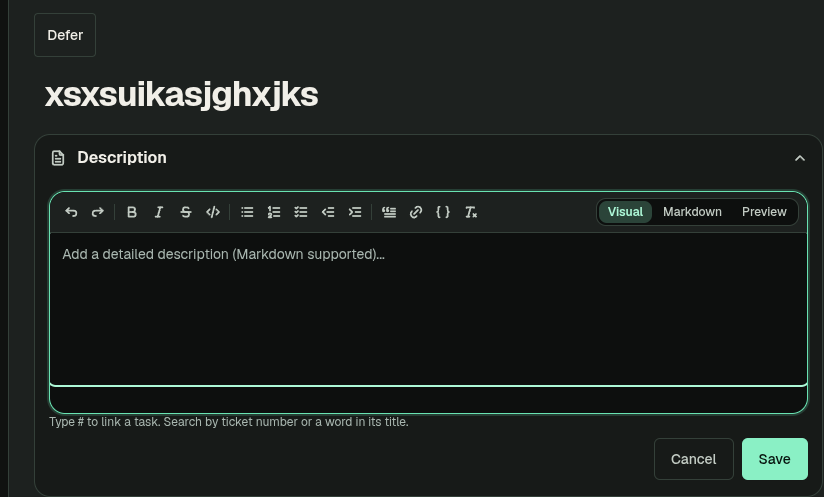 Defer
xsxsuikasjghxjks
Description
Visual Markdown Preview
Add a detailed description (Markdown supported)...
Type # to link a task. Search by ticket number or a word in its title.
Cancel Save